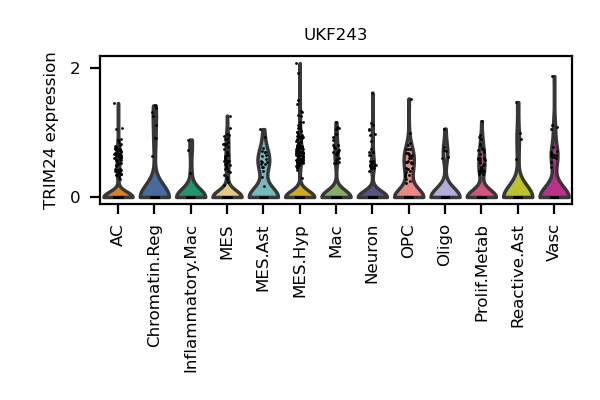 UKF243
TRIM24 expression
2
0
AC
Chromatin.Reg
Inflammatory.Mac
MES
MES.Ast
MES.Hyp
Mac
Neuron
OPC
Oligo
Prolif.Metab
Reactive.Ast
Vasc